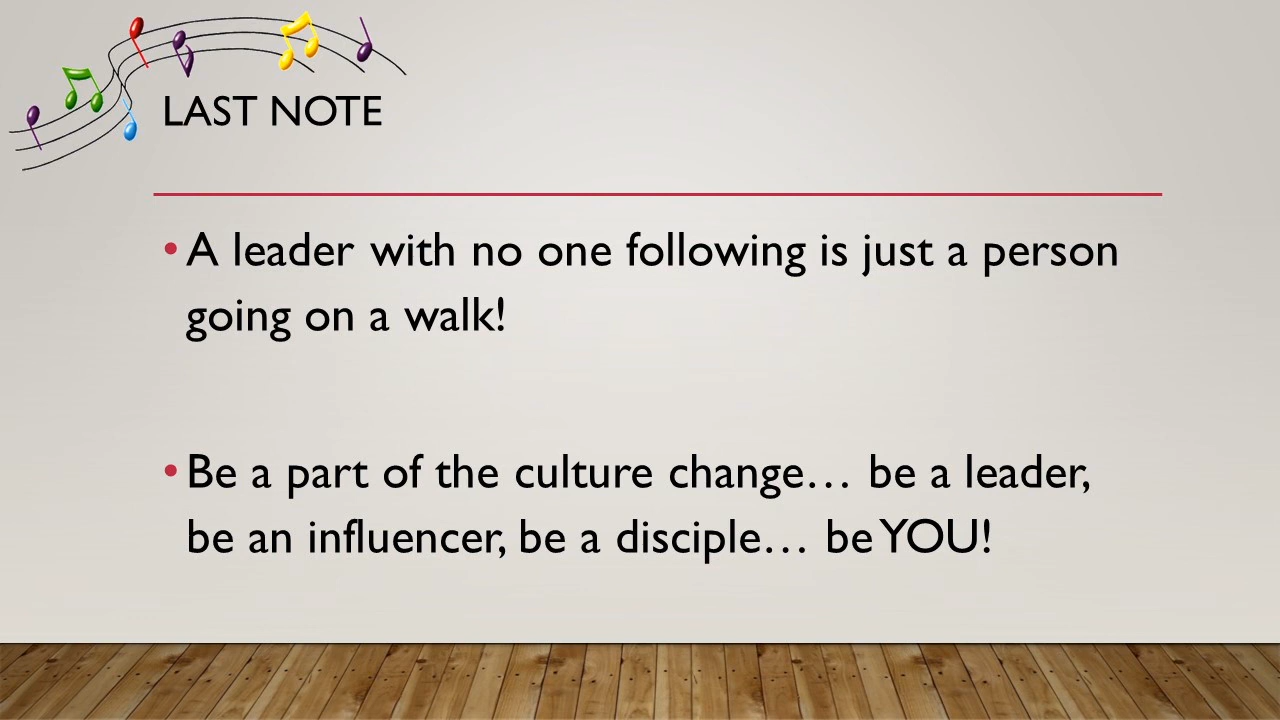 LAST NOTE
• A leader with no one following is just a person
going on a walk!
• Be a part of the culture change… be a leader,
be an influencer, be a disciple… be YOU!